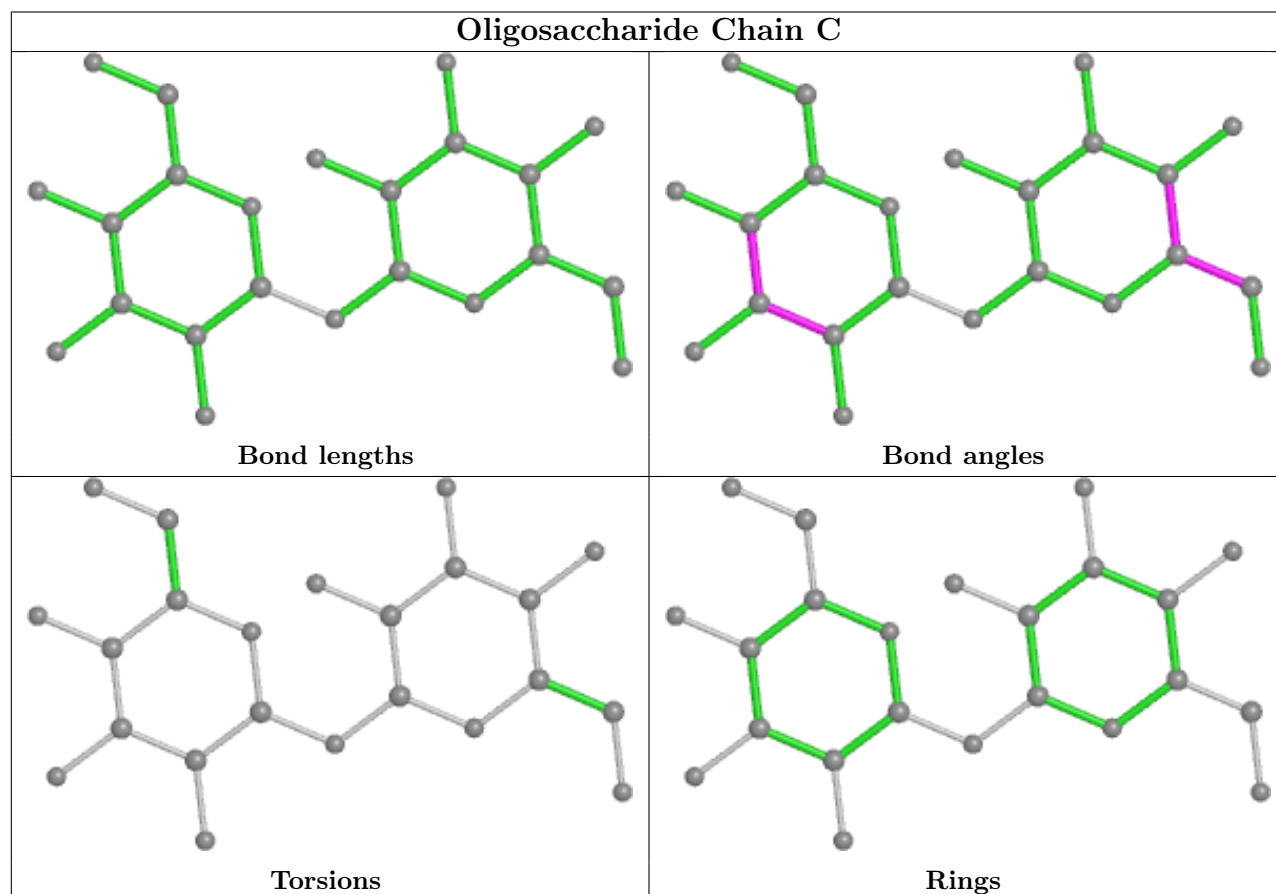 Oligosaccharide Chain C
Bond lengths
Bond angles
Torsions
Rings